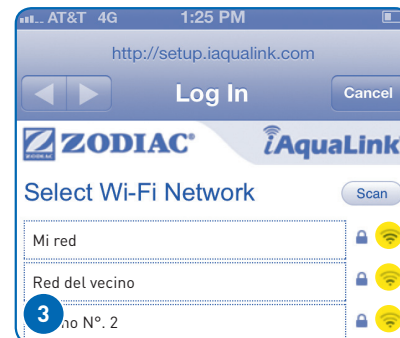 AT&T 4G 1:25 PM
http://setup.iaqualink.com
Log In Cancel
ZODIAC® iAquaLink
Select Wi-Fi Network Scan
Mi red
Red del vecino
3 N°. 2